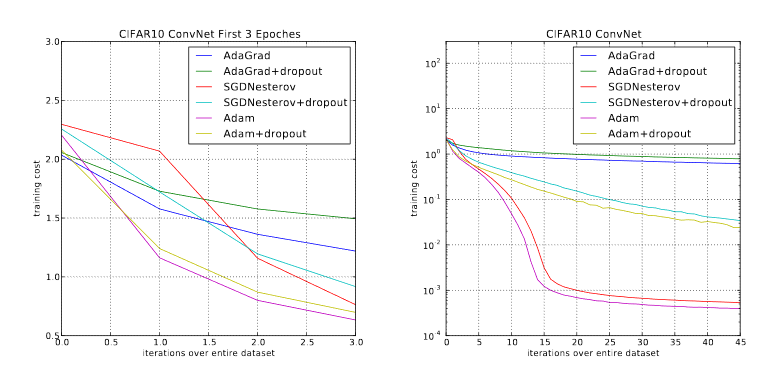 CIFAR10 ConvNet First 3 Epoches
3.0
2.5
2.0
1.5
1.0
0.5
training cost
AdaGrad
AdaGrad+dropout
SGDNesterov
SGDNesterov+dropout
Adam
Adam+dropout
0.0 0.5 1.0 1.5 2.0 2.5 3.0
iterations over entire dataset
CIFAR10 ConvNet
10²
10¹
10⁰
10⁻¹
10⁻²
10⁻³
10⁻⁴
training cost
AdaGrad
AdaGrad+dropout
SGDNesterov
SGDNesterov+dropout
Adam
Adam+dropout
0 5 10 15 20 25 30 35 40 45
iterations over entire dataset